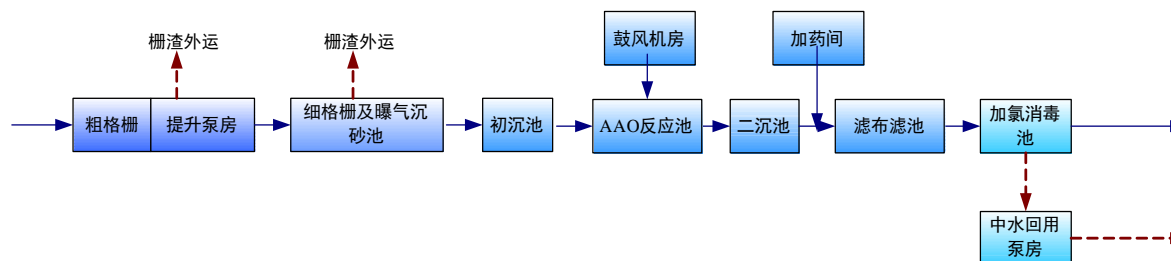 栅渣外运
栅渣外运
鼓风机房
加药间
粗格栅
提升泵房
细格栅及曝气沉
砂池
初沉池
AAO反应池
二沉池
滤布滤池
加氯消毒
池
中水回用
泵房